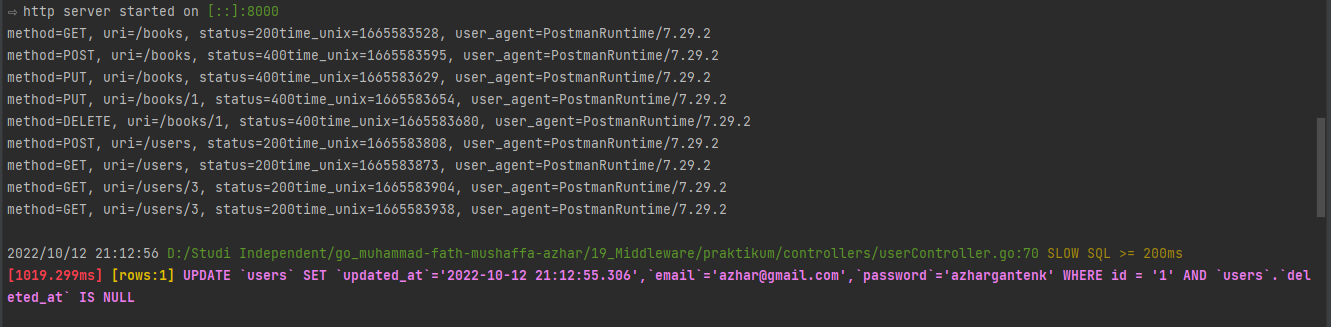 ⇨ http server started on [::]:8000
method=GET, uri=/books, status=200time_unix=1665583528, user_agent=PostmanRuntime/7.29.2
method=POST, uri=/books, status=400time_unix=1665583595, user_agent=PostmanRuntime/7.29.2
method=PUT, uri=/books, status=400time_unix=1665583629, user_agent=PostmanRuntime/7.29.2
method=PUT, uri=/books/1, status=400time_unix=1665583654, user_agent=PostmanRuntime/7.29.2
method=DELETE, uri=/books/1, status=400time_unix=1665583680, user_agent=PostmanRuntime/7.29.2
method=POST, uri=/users, status=200time_unix=1665583808, user_agent=PostmanRuntime/7.29.2
method=GET, uri=/users, status=200time_unix=1665583873, user_agent=PostmanRuntime/7.29.2
method=GET, uri=/users/3, status=200time_unix=1665583904, user_agent=PostmanRuntime/7.29.2
method=GET, uri=/users/3, status=200time_unix=1665583938, user_agent=PostmanRuntime/7.29.2
2022/10/12 21:12:56 D:/Studi Independen/go_muhammad-fath-mushaffa-azhar/19_Middleware/praktikum/controllers/userController.go:70 SLOW SQL >= 200ms
[1019.299ms] [rows:1] UPDATE `users` SET `updated_at`='2022-10-12 21:12:55.306',`email`='azhar@gmail.com',`password`='azhargantenk' WHERE id = '1' AND `users`.`del
eted_at` IS NULL